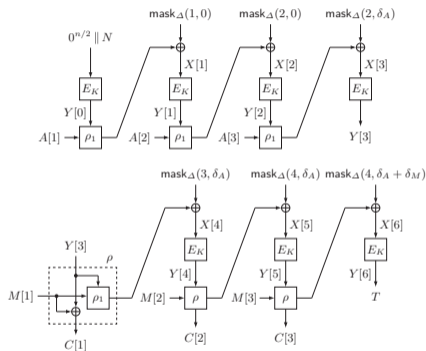 mask_Δ(1, 0) mask_Δ(2, 0) mask_Δ(2, δ_A)
0^{n/2} ∥ N
⊕ ⊕ ⊕
X[1] X[2] X[3]
E_K E_K E_K E_K
Y[0] Y[1] Y[2]
A[1] ρ_1 A[2] ρ_1 A[3] ρ_1 Y[3]
mask_Δ(3, δ_A) mask_Δ(4, δ_A) mask_Δ(4, δ_A + δ_M)
⊕ ⊕ ⊕
X[4] X[5] X[6]
Y[3] ρ E_K E_K E_K
Y[4] Y[5] Y[6]
M[1] ρ_1 M[2] ρ M[3] ρ T
⊕
C[1] C[2] C[3]